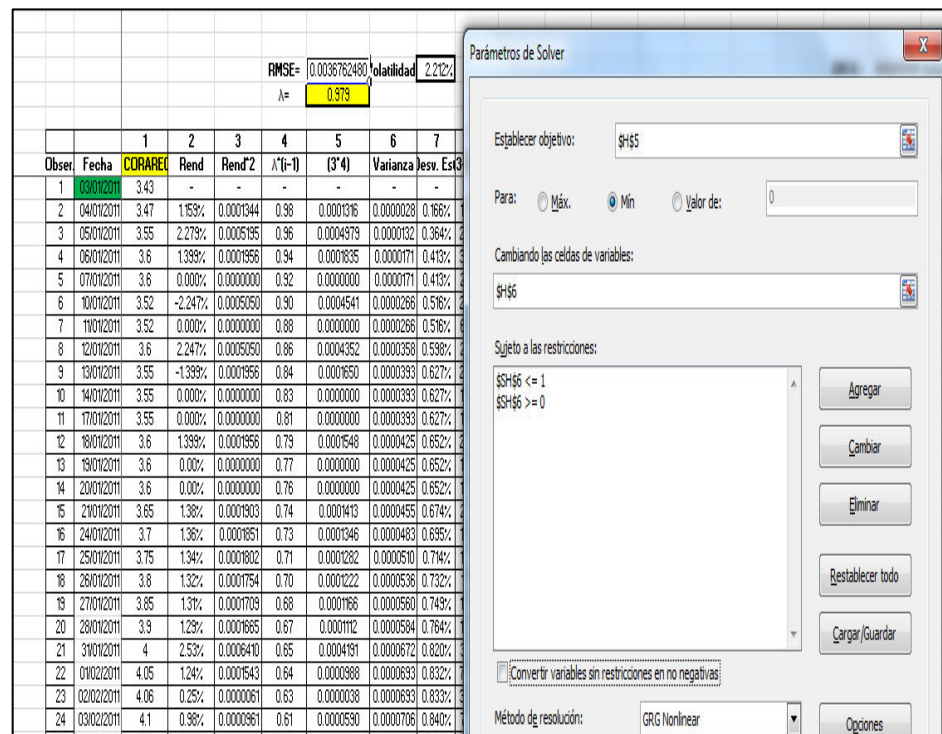 RMSE= 0.0036762480 Volatilidad 2.212%
λ= 0.979
1 2 3 4 5 6 7
Obser. Fecha CORAREC Rend Rend^2 λ^(i-1) (3*4) Varianza Desv. Est
1 03/01/2011 3.43 - - - - - -
2 04/01/2011 3.47 1.159% 0.0001344 0.98 0.0001316 0.0000028 0.166%
3 05/01/2011 3.55 2.279% 0.0005195 0.96 0.0004979 0.0000132 0.364%
4 06/01/2011 3.6 1.399% 0.0001956 0.94 0.0001835 0.0000171 0.413%
5 07/01/2011 3.6 0.000% 0.0000000 0.92 0.0000000 0.0000171 0.413%
6 10/01/2011 3.52 -2.247% 0.0005050 0.90 0.0004541 0.0000266 0.516%
7 11/01/2011 3.52 0.000% 0.0000000 0.88 0.0000000 0.0000266 0.516%
8 12/01/2011 3.6 2.247% 0.0005050 0.86 0.0004352 0.0000358 0.598%
9 13/01/2011 3.55 -1.399% 0.0001956 0.84 0.0001650 0.0000393 0.627%
10 14/01/2011 3.55 0.000% 0.0000000 0.83 0.0000000 0.0000393 0.627%
11 17/01/2011 3.55 0.000% 0.0000000 0.81 0.0000000 0.0000393 0.627%
12 18/01/2011 3.6 1.399% 0.0001956 0.79 0.0001548 0.0000425 0.652%
13 19/01/2011 3.6 0.00% 0.0000000 0.77 0.0000000 0.0000425 0.652%
14 20/01/2011 3.6 0.00% 0.0000000 0.76 0.0000000 0.0000425 0.652%
15 21/01/2011 3.65 1.38% 0.0001903 0.74 0.0001413 0.0000455 0.674%
16 24/01/2011 3.7 1.36% 0.0001851 0.73 0.0001346 0.0000483 0.695%
17 25/01/2011 3.75 1.34% 0.0001802 0.71 0.0001282 0.0000510 0.714%
18 26/01/2011 3.8 1.32% 0.0001754 0.70 0.0001222 0.0000536 0.732%
19 27/01/2011 3.85 1.31% 0.0001709 0.68 0.0001166 0.0000560 0.749%
20 28/01/2011 3.9 1.29% 0.0001665 0.67 0.0001112 0.0000584 0.764%
21 31/01/2011 4 2.53% 0.0006410 0.65 0.0004191 0.0000672 0.820%
22 01/02/2011 4.05 1.24% 0.0001543 0.64 0.0000988 0.0000693 0.832%
23 02/02/2011 4.06 0.25% 0.0000061 0.63 0.0000038 0.0000693 0.833%
24 03/02/2011 4.1 0.98% 0.0000961 0.61 0.0000590 0.0000706 0.840%
Parámetros de Solver
Establecer objetivo: $H$5
Para: Máx. Mín Valor de: 0
Cambiando las celdas de variables:
$H$6
Sujeto a las restricciones:
$H$6 <= 1
$H$6 >= 0
Agregar
Cambiar
Eliminar
Restablecer todo
Cargar/Guardar
Convertir variables sin restricciones en no negativas
Método de resolución: GRG Nonlinear Opciones